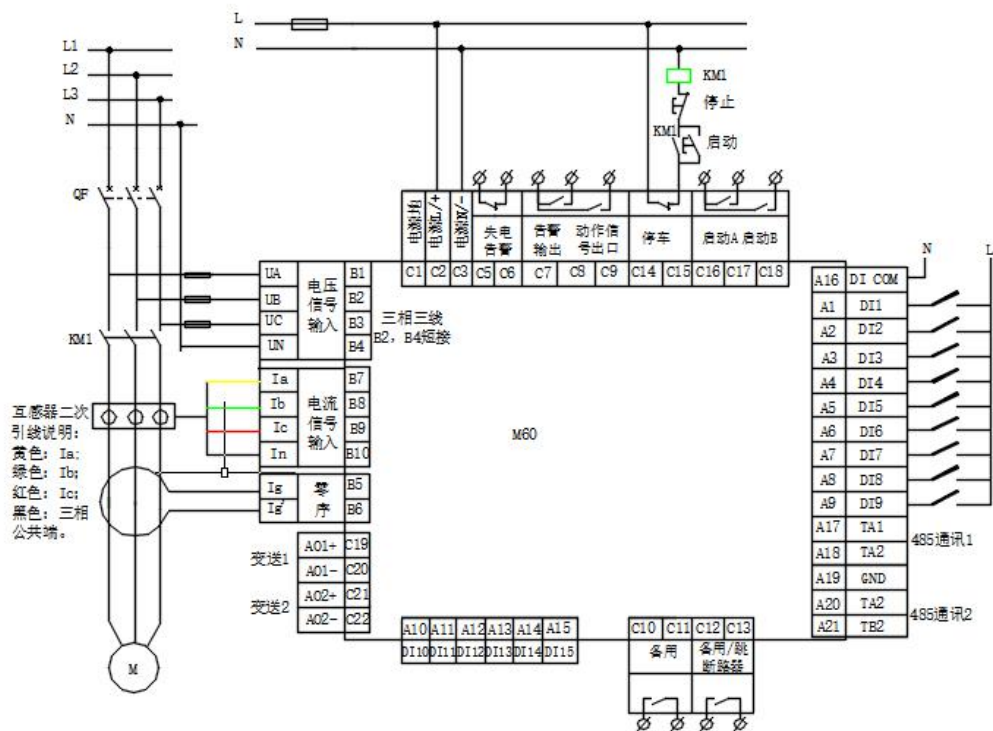 L
N
L1
L2
L3
N
QF
KM1
KM1
停止
KM1
启动
电源地
电源L/+
电源N/-
失电
告警
告警
输出
动作信
号出口
停车
启动A 启动B
C1
C2
C3
C5
C6
C7
C8
C9
C14
C15
C16
C17
C18
N
L
UA
UB
UC
UN
电压
信号
输入
B1
B2
B3
B4
三相三线
B2, B4短接
Ia
Ib
Ic
In
电流
信号
输入
B7
B8
B9
B10
Ig
Ig'
零
序
B5
B6
互感器二次
引线说明:
黄色: Ia;
绿色: Ib;
红色: Ic;
黑色: 三相
公共端。
M60
变送1
变送2
AO1+
AO1-
AO2+
AO2-
C19
C20
C21
C22
M
A10
A11
A12
A13
A14
A15
DI10
DI11
DI12
DI13
DI14
DI15
C10
C11
C12
C13
备用
备用/跳
断路器
A16 DI COM
A1 DI1
A2 DI2
A3 DI3
A4 DI4
A5 DI5
A6 DI6
A7 DI7
A8 DI8
A9 DI9
A17 TA1
A18 TA2
A19 GND
A20 TA2
A21 TB2
485通讯1
485通讯2